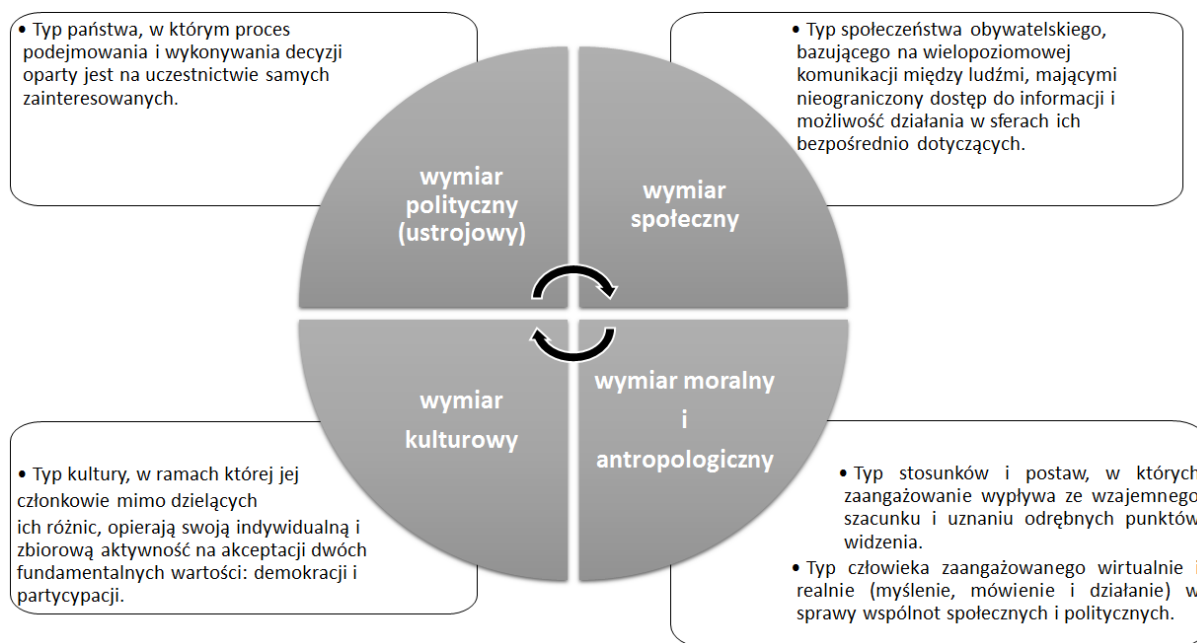 • Typ państwa, w którym proces
podejmowania i wykonywania decyzji
oparty jest na uczestnictwie samych
zainteresowanych.
• Typ społeczeństwa obywatelskiego,
bazującego na wielopoziomowej
komunikacji między ludźmi, mającymi
nieograniczony dostęp do informacji i
możliwość działania w sferach ich
bezpośrednio dotyczących.
wymiar
polityczny
(ustrojowy)
wymiar
społeczny
wymiar
kulturowy
wymiar moralny
i
antropologiczny
• Typ kultury, w ramach której jej
członkowie mimo dzielących
ich różnic, opierają swoją indywidualną i
zbiorową aktywność na akceptacji dwóch
fundamentalnych wartości: demokracji i
partycypacji.
• Typ stosunków i postaw, w których
zaangażowanie wypływa ze wzajemnego
szacunku i uznaniu odrębnych punktów
widzenia.
• Typ człowieka zaangażowanego wirtualnie i
realnie (myślenie, mówienie i działanie) w
sprawy wspólnot społecznych i politycznych.